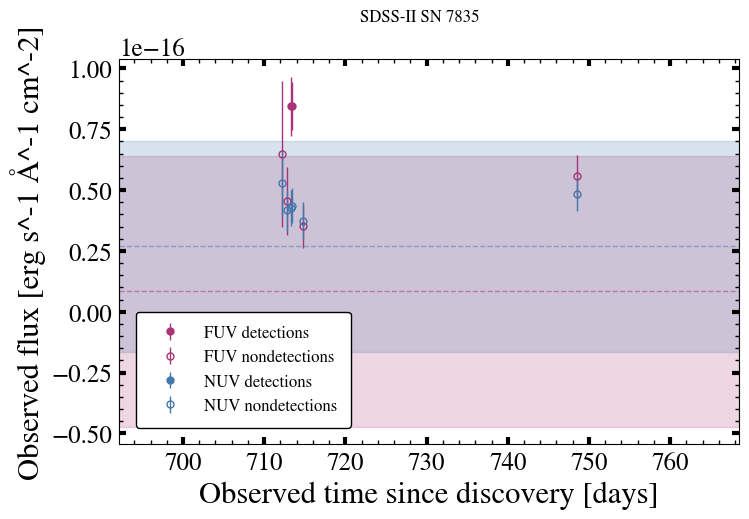 SDSS-II SN 7835
1e−16
1.00
0.75
0.50
0.25
0.00
−0.25
−0.50
Observed flux [erg s^-1 Å^-1 cm^-2]
FUV detections
FUV nondetections
NUV detections
NUV nondetections
700 710 720 730 740 750 760
Observed time since discovery [days]